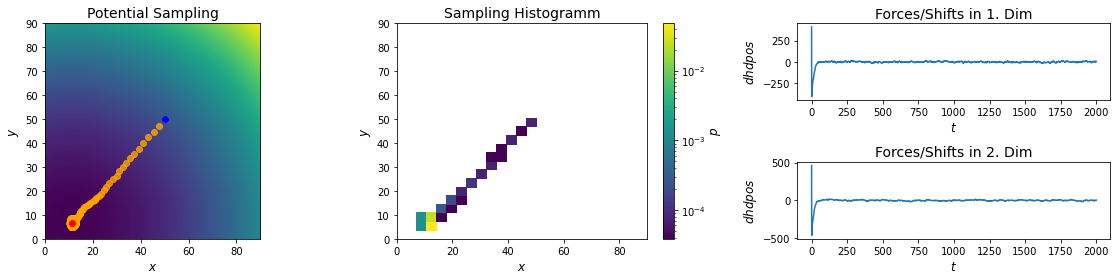 Potential Sampling
90
80
70
60
50
40
30
20
10
0
y
0 20 40 60 80
x
Sampling Histogramm
90
80
70
60
50
40
30
20
10
0
y
0 20 40 60 80
x
10⁻²
10⁻³
10⁻⁴
p
Forces/Shifts in 1. Dim
250
0
−250
dhdpos
0 250 500 750 1000 1250 1500 1750 2000
t
Forces/Shifts in 2. Dim
500
0
−500
dhdpos
0 250 500 750 1000 1250 1500 1750 2000
t